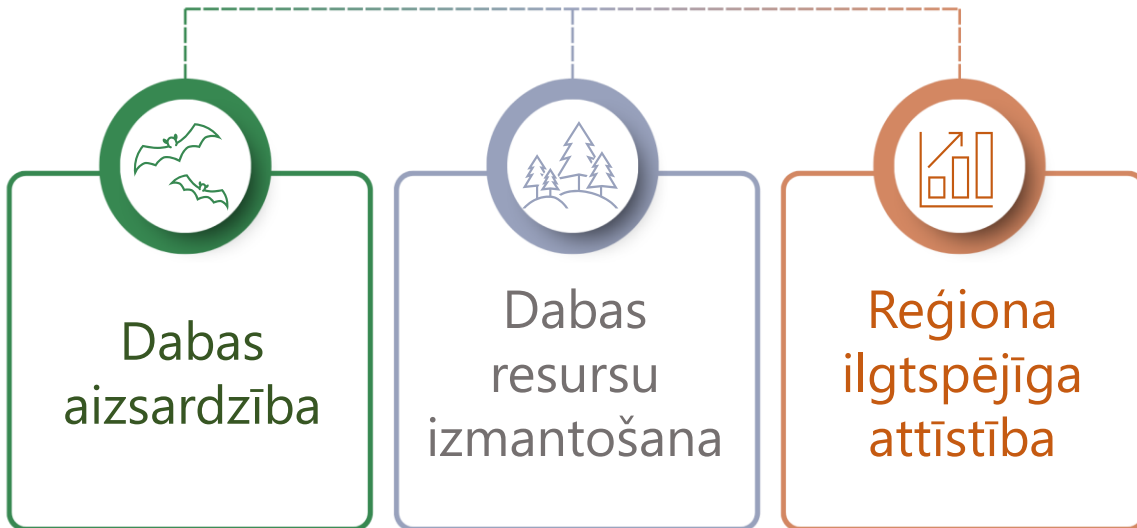 Dabas
aizsardzība
Dabas
resursu
izmantošana
Reģiona
ilgtspējīga
attīstība